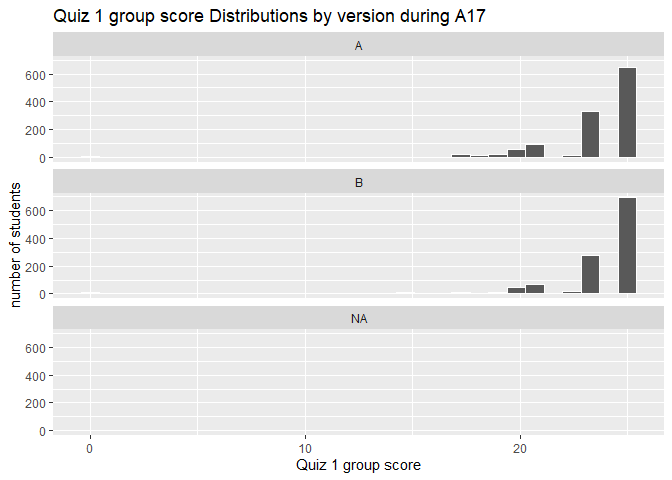 Quiz 1 group score Distributions by version during A17
A
600
400
200
0
B
600
400
200
0
NA
600
400
200
0
number of students
0 10 20
Quiz 1 group score